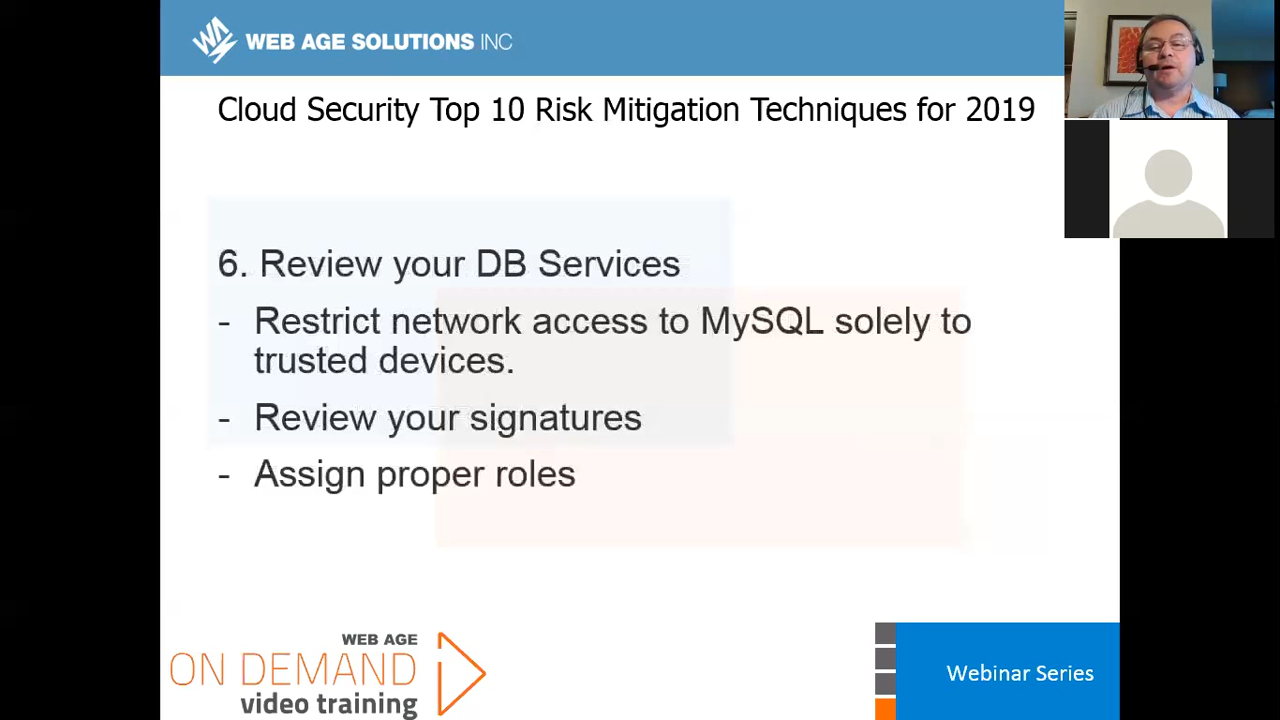 WEB AGE SOLUTIONS INC
Cloud Security Top 10 Risk Mitigation Techniques for 2019
6. Review your DB Services
- Restrict network access to MySQL solely to
trusted devices.
- Review your signatures
- Assign proper roles
WEB AGE
ON DEMAND
video training
Webinar Series